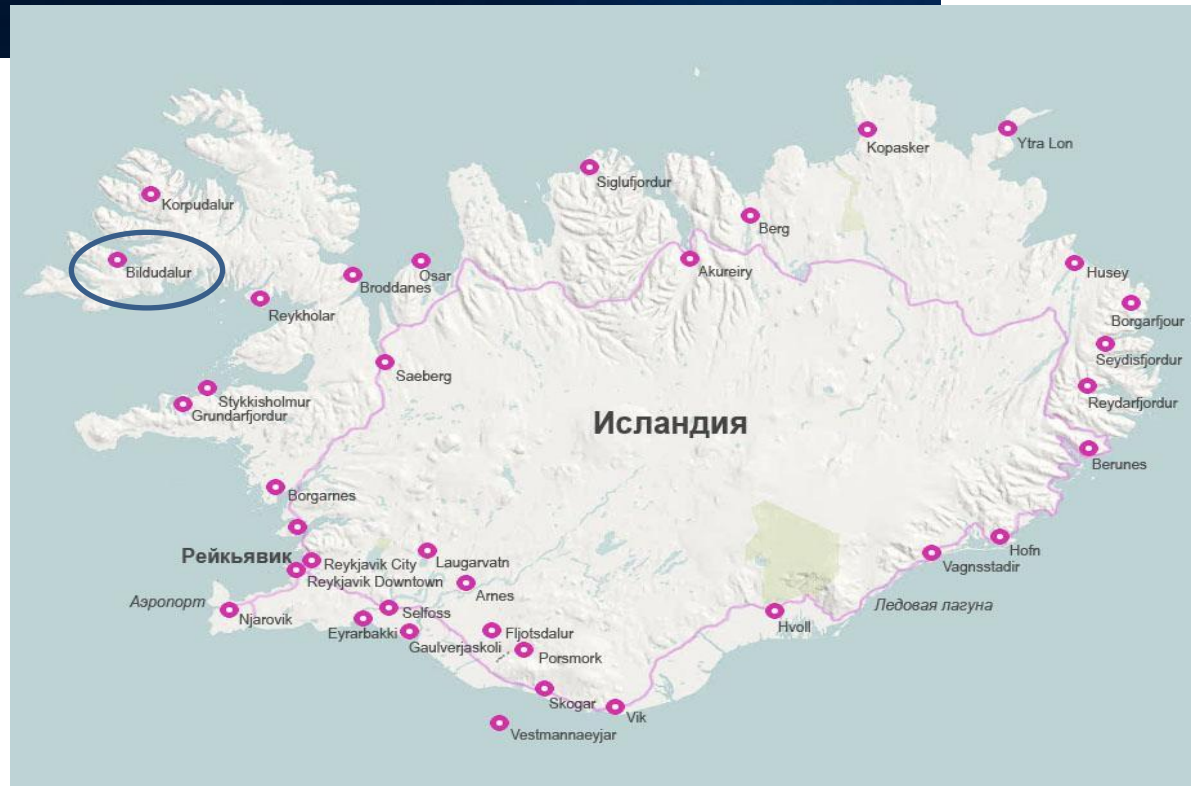 Kopasker
Ytra Lon
Siglufjordur
Korpudalur
Berg
Bildudalur
Osar
Akureiry
Husey
Broddanes
Reykholar
Borgarfjour
Seydisfjordur
Saeberg
Stykkisholmur
Grundarfjordur
Reydarfjordur
Исландия
Berunes
Borgarnes
Hofn
Рейкьявик
Reykjavik City
Laugarvatn
Vagnsstadir
Reykjavik Downtown
Arnes
Аэропорт
Njarovik
Selfoss
Ледовая лагуна
Eyrarbakki
Fljotsdalur
Hvoll
Gaulverjaskoli
Porsmork
Skogar
Vik
Vestmannaeyjar